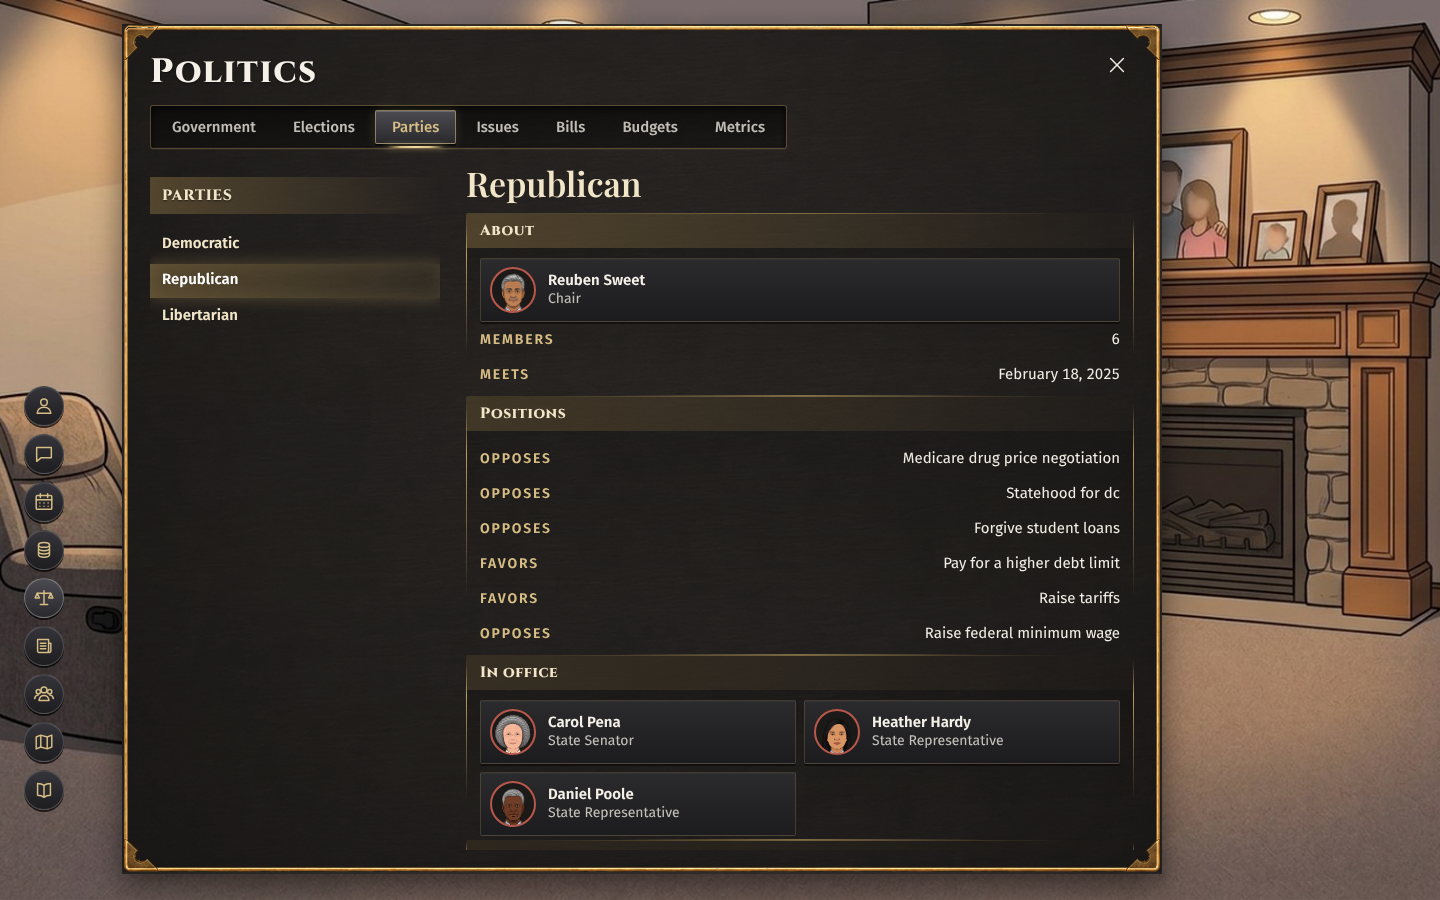 Politics
Government Elections Parties Issues Bills Budgets Metrics
Parties
Democratic
Republican
Libertarian
Republican
About
Reuben Sweet
Chair
MEMBERS 6
MEETS February 18, 2025
Positions
OPPOSES Medicare drug price negotiation
OPPOSES Statehood for dc
OPPOSES Forgive student loans
FAVORS Pay for a higher debt limit
FAVORS Raise tariffs
OPPOSES Raise federal minimum wage
In office
Carol Pena
State Senator
Heather Hardy
State Representative
Daniel Poole
State Representative